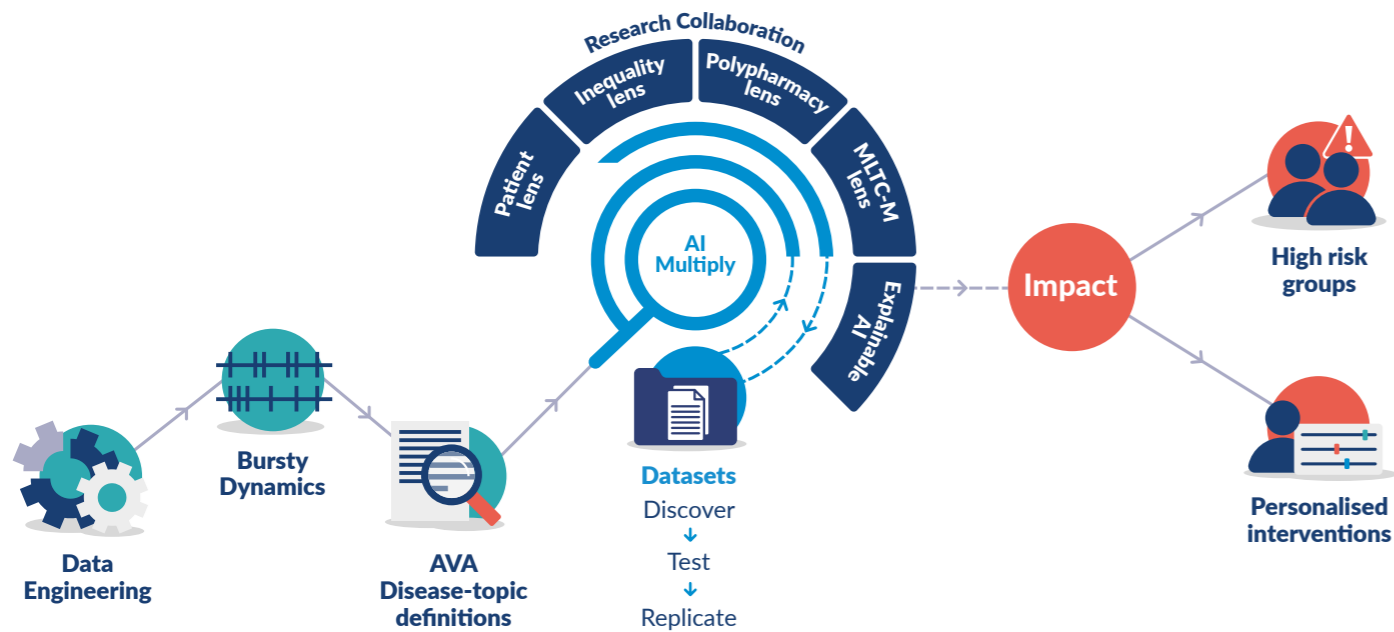 Research Collaboration
Patient
lens
Inequality
lens
Polypharmacy
lens
MLTC-M
lens
Explainable
AI
AI
Multiply
Impact
High risk
groups
Personalised
interventions
Data
Engineering
Bursty
Dynamics
AVA
Disease-topic
definitions
Datasets
Discover
Test
Replicate